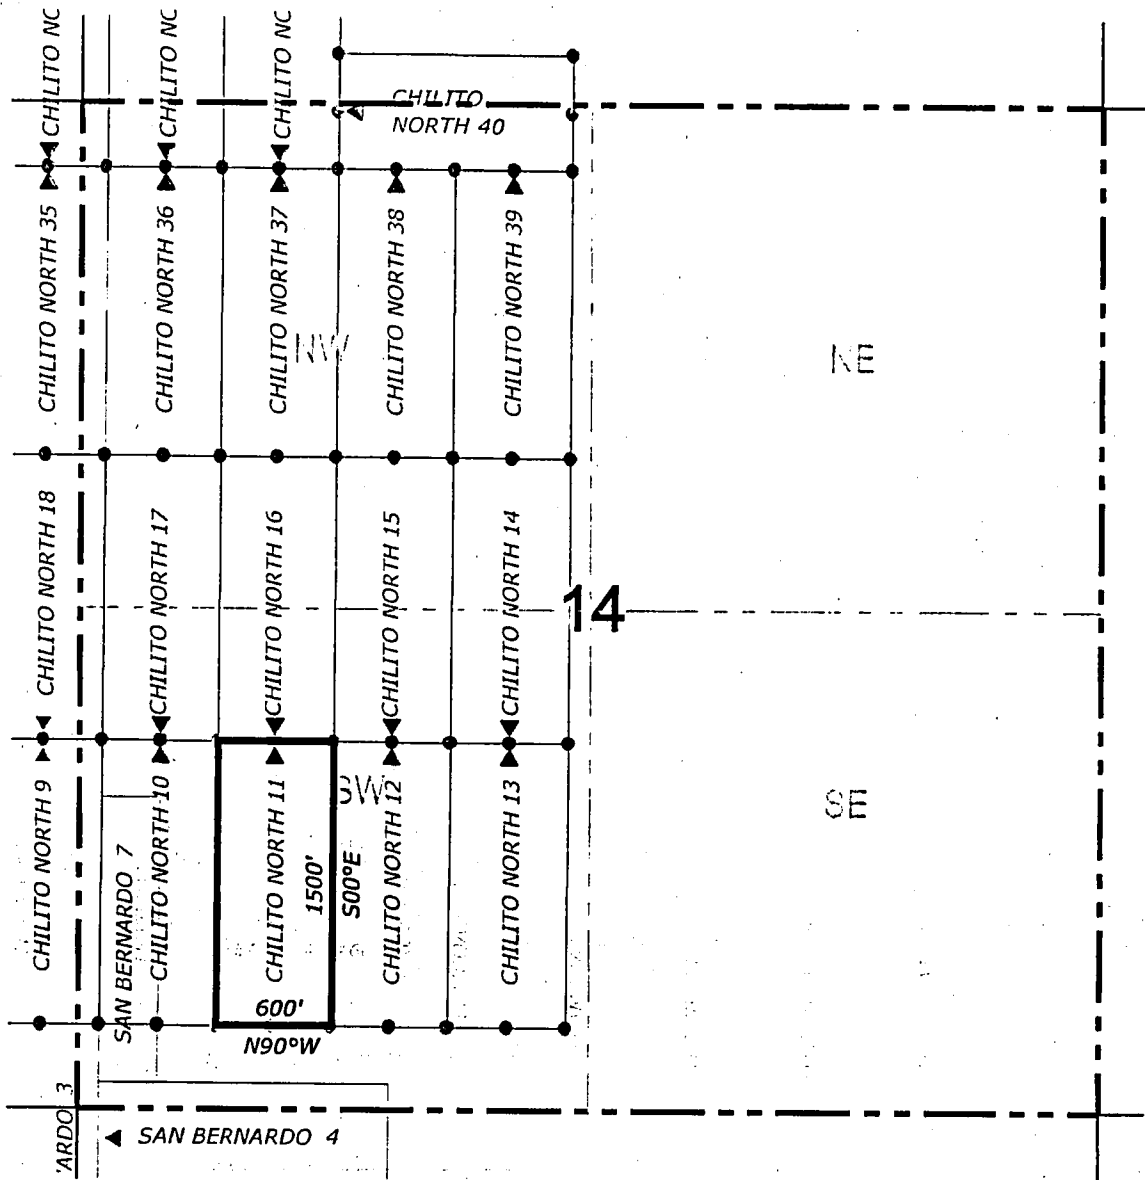 CHILITO NO
CHILITO NC
CHILITO NC
CHILITO
NORTH 40
CHILITO NORTH 35
CHILITO NORTH 36
CHILITO NORTH 37
CHILITO NORTH 38
CHILITO NORTH 39
NW
NE
CHILITO NORTH 18
CHILITO NORTH 17
CHILITO NORTH 16
CHILITO NORTH 15
CHILITO NORTH 14
14
CHILITO NORTH 9
SAN BERNARDO 7
CHILITO NORTH 10
CHILITO NORTH 11
1500'
S00°E
SW
CHILITO NORTH 12
CHILITO NORTH 13
SE
600'
N90°W
'ARDO 3
SAN BERNARDO 4